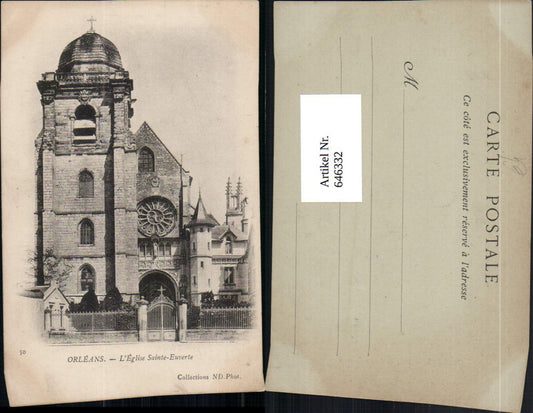 50
ORLÉANS. — L'Église Sainte-Euverte
Collections ND. Phot.
Artikel Nr.
646332
M
CARTE POSTALE
Ce côté est exclusivement réservé à l'adresse